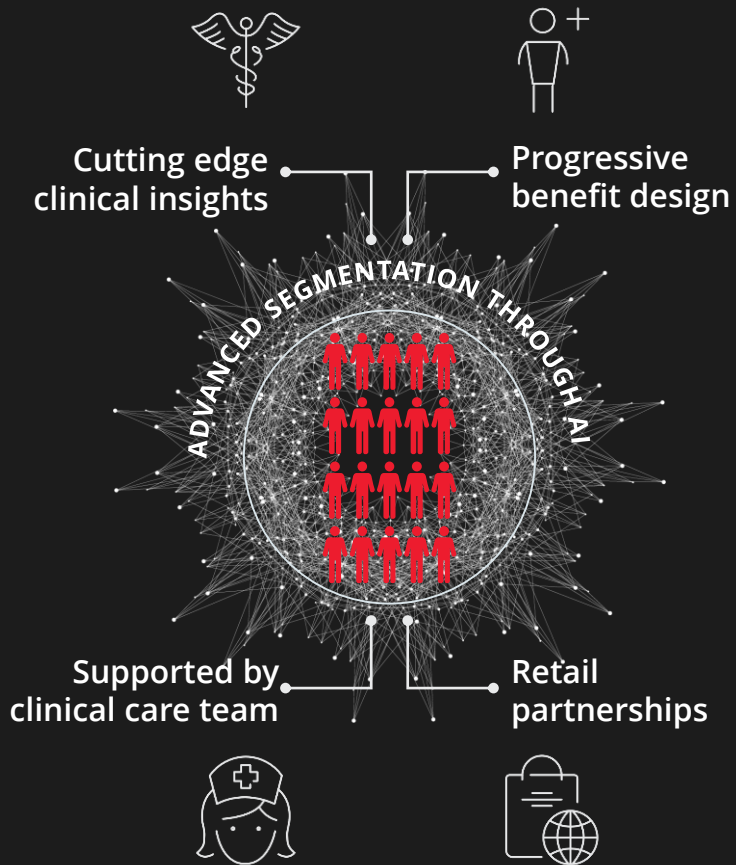 Cutting edge
clinical insights
Progressive
benefit design
ADVANCED SEGMENTATION THROUGH AI
Supported by
clinical care team
Retail
partnerships